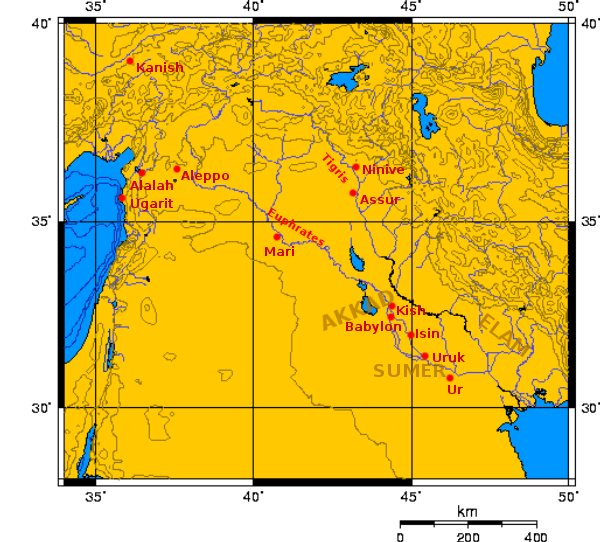 35° 40° 45° 50°
40° 40°
Kanish
Ninive
Tigris
Aleppo
Alalah
Assur
Ugarit
35° 35°
Euphrates
Mari
AKKAD
Kish
Babylon
ELAM
Isin
Uruk
SUMER
Ur
30° 30°
35° 40° 45° 50°
km
0 200 400